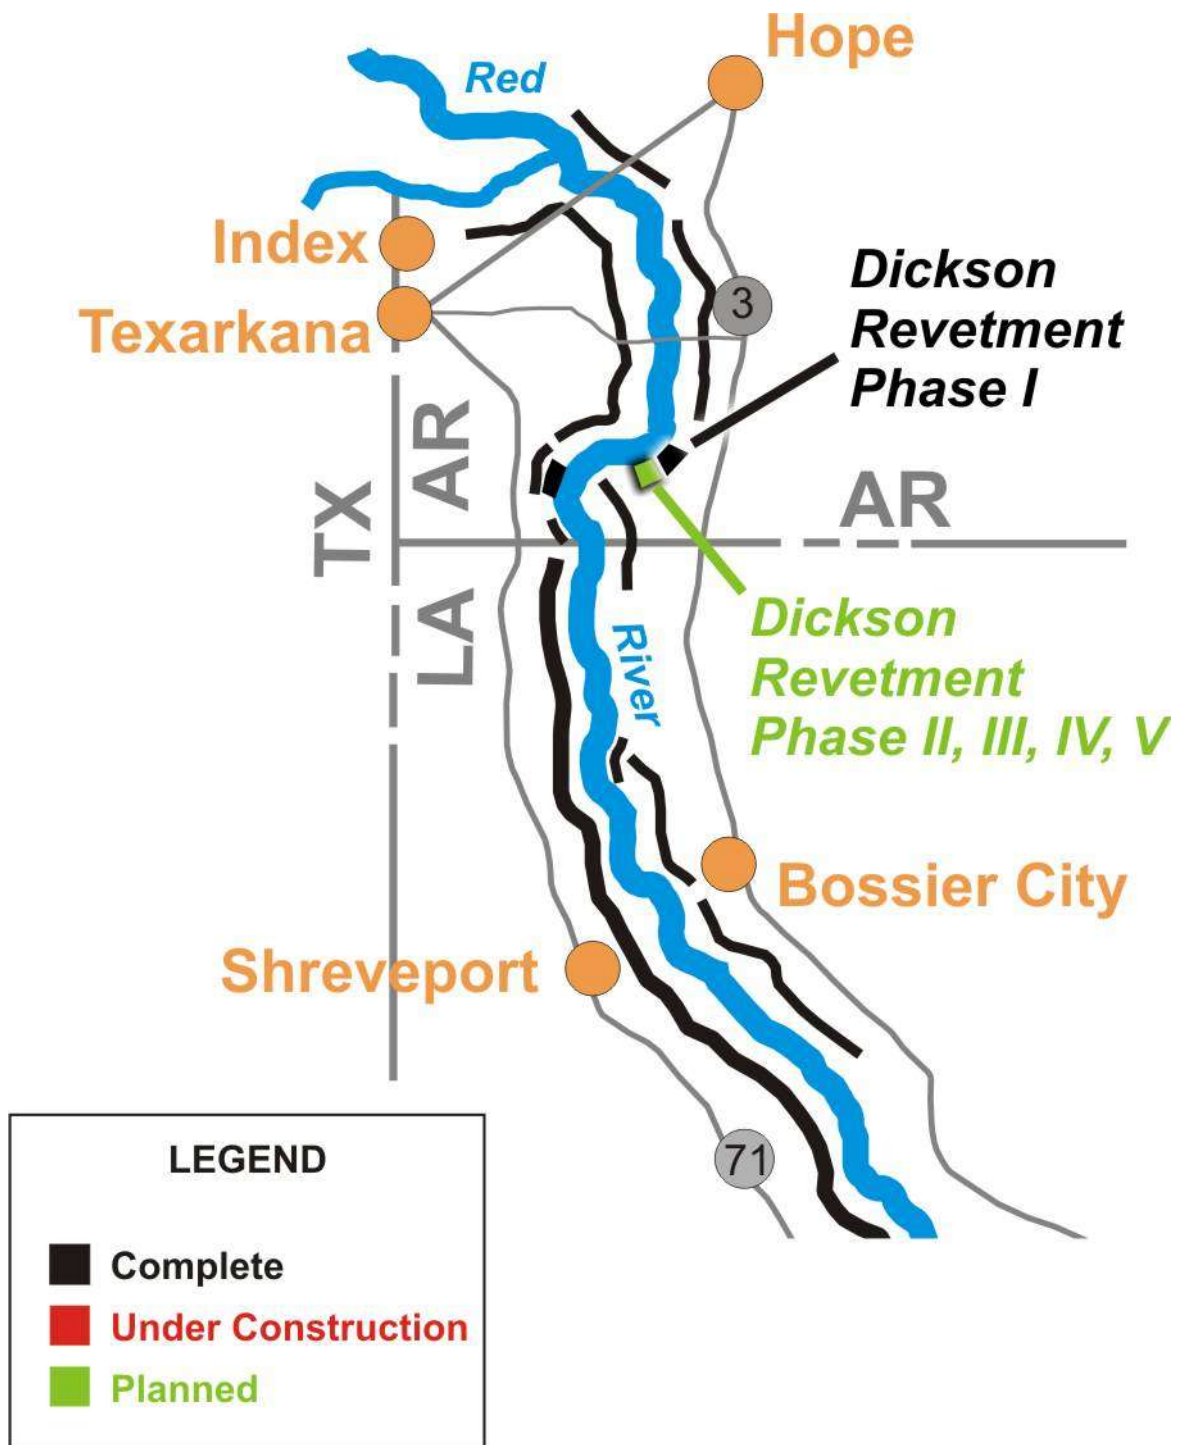 Hope
Red
Index
Texarkana
3
Dickson
Revetment
Phase I
TX
AR
AR
LA
Dickson
Revetment
Phase II, III, IV, V
River
Bossier City
Shreveport
71
LEGEND
Complete
Under Construction
Planned